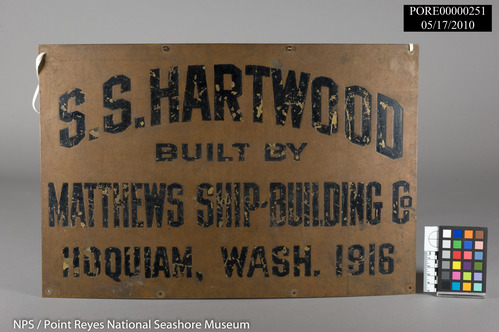 PORE00000251
05/17/2010
S.S. HARTWOOD
BUILT BY
MATTHEWS SHIP-BUILDING Co
HOQUIAM, WASH. 1916
NPS / Point Reyes National Seashore Museum